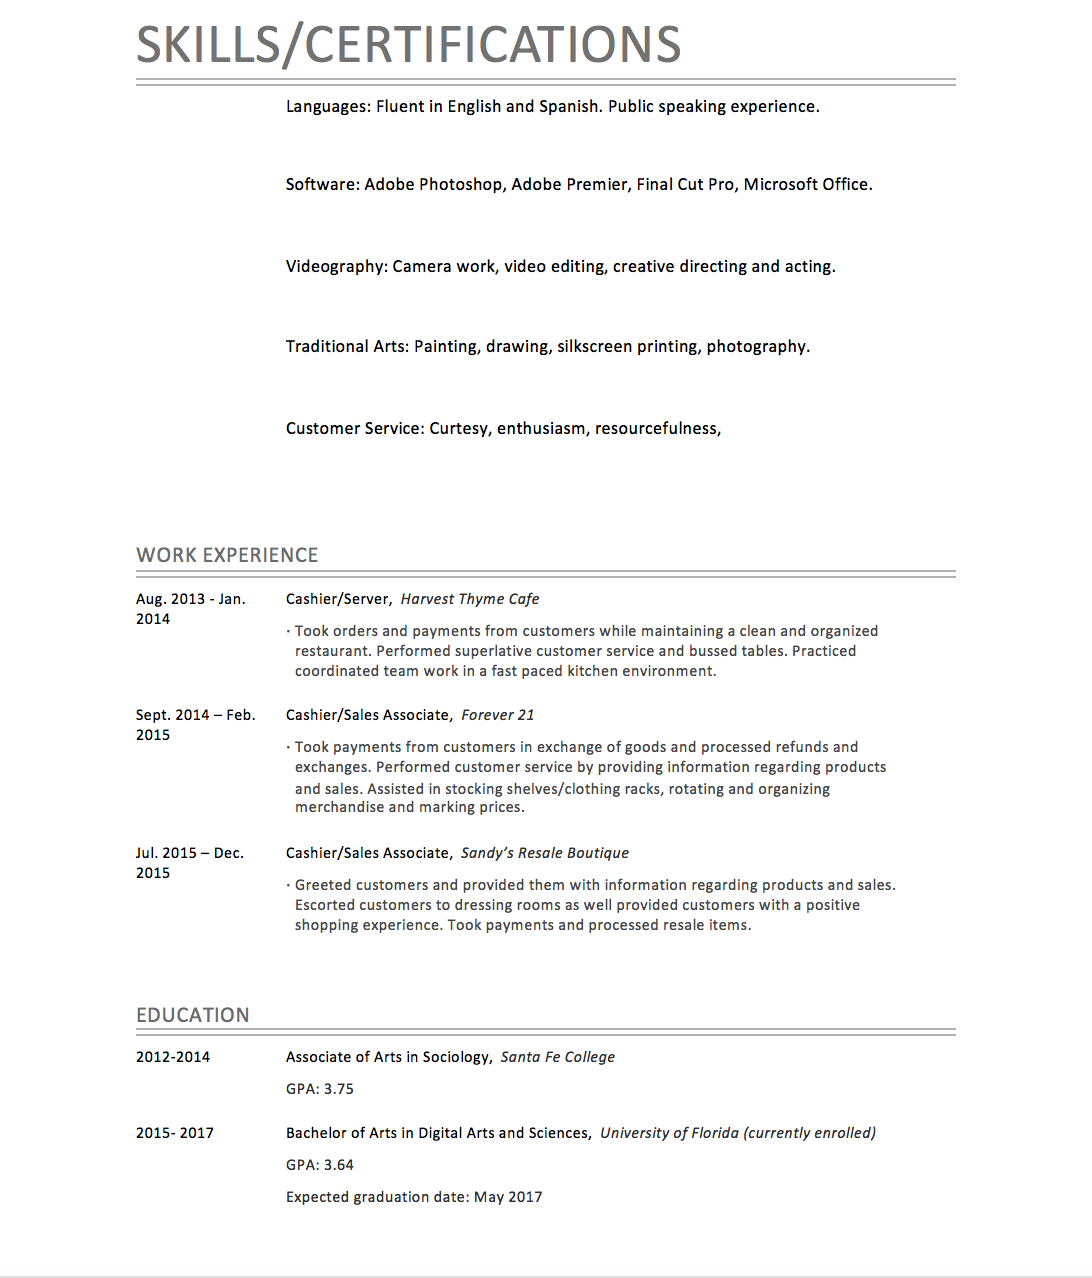 SKILLS/CERTIFICATIONS
Languages: Fluent in English and Spanish. Public speaking experience.
Software: Adobe Photoshop, Adobe Premier, Final Cut Pro, Microsoft Office.
Videography: Camera work, video editing, creative directing and acting.
Traditional Arts: Painting, drawing, silkscreen printing, photography.
Customer Service: Curtesy, enthusiasm, resourcefulness,
WORK EXPERIENCE
Aug. 2013 - Jan.
2014
Cashier/Server, Harvest Thyme Cafe
· Took orders and payments from customers while maintaining a clean and organized
restaurant. Performed superlative customer service and bussed tables. Practiced
coordinated team work in a fast paced kitchen environment.
Sept. 2014 – Feb.
2015
Cashier/Sales Associate, Forever 21
· Took payments from customers in exchange of goods and processed refunds and
exchanges. Performed customer service by providing information regarding products
and sales. Assisted in stocking shelves/clothing racks, rotating and organizing
merchandise and marking prices.
Jul. 2015 – Dec.
2015
Cashier/Sales Associate, Sandy’s Resale Boutique
· Greeted customers and provided them with information regarding products and sales.
Escorted customers to dressing rooms as well provided customers with a positive
shopping experience. Took payments and processed resale items.
EDUCATION
2012-2014
Associate of Arts in Sociology, Santa Fe College
GPA: 3.75
2015- 2017
Bachelor of Arts in Digital Arts and Sciences, University of Florida (currently enrolled)
GPA: 3.64
Expected graduation date: May 2017